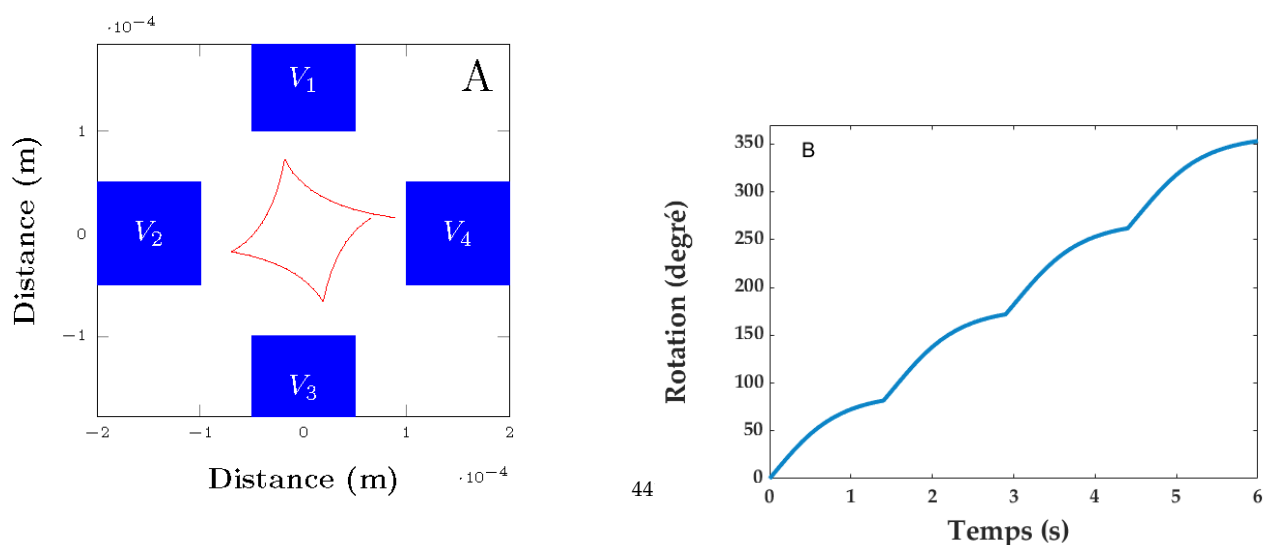 ·10⁻⁴
A
V₁
V₂
V₄
V₃
1
0
−1
−2
−1
0
1
2
Distance (m)
Distance (m)
·10⁻⁴
44
B
350
300
250
200
150
100
50
0
0
1
2
3
4
5
6
Rotation (degré)
Temps (s)